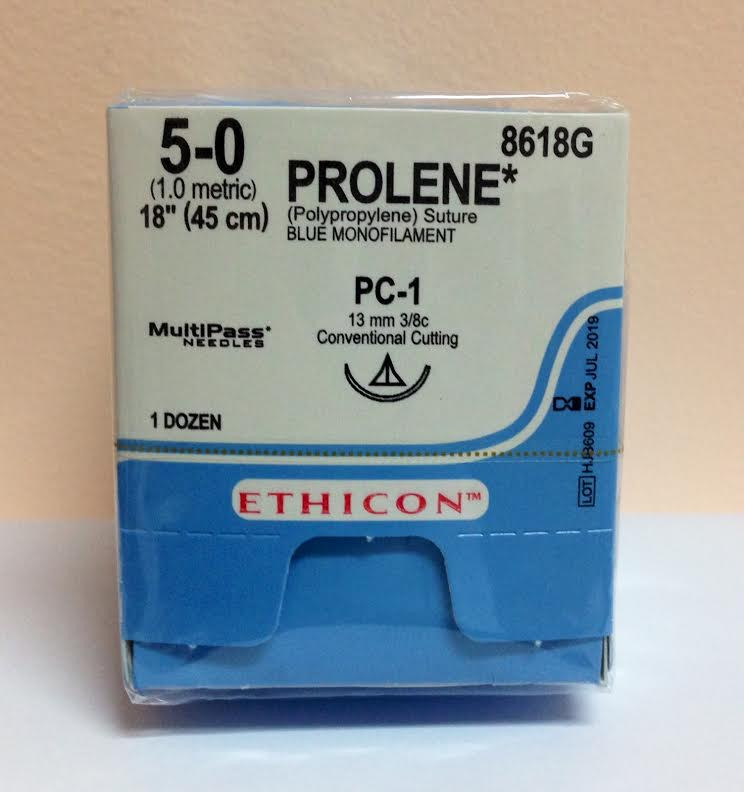 5-0
(1.0 metric)
18" (45 cm)
8618G
PROLENE*
(Polypropylene) Suture
BLUE MONOFILAMENT
PC-1
13 mm 3/8c
Conventional Cutting
MultiPass*
NEEDLES
1 DOZEN
EXP JUL 2019
LOT
ETHICON™